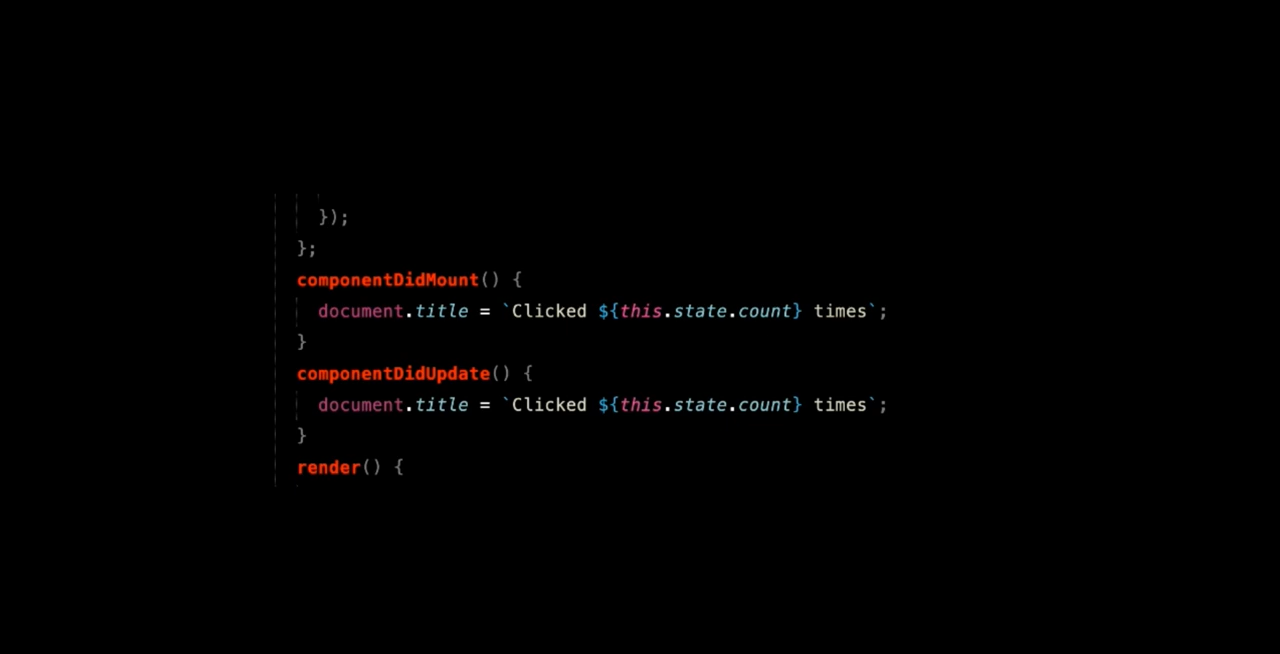 });
};
componentDidMount() {
document.title = `Clicked ${this.state.count} times`;
}
componentDidUpdate() {
document.title = `Clicked ${this.state.count} times`;
}
render() {